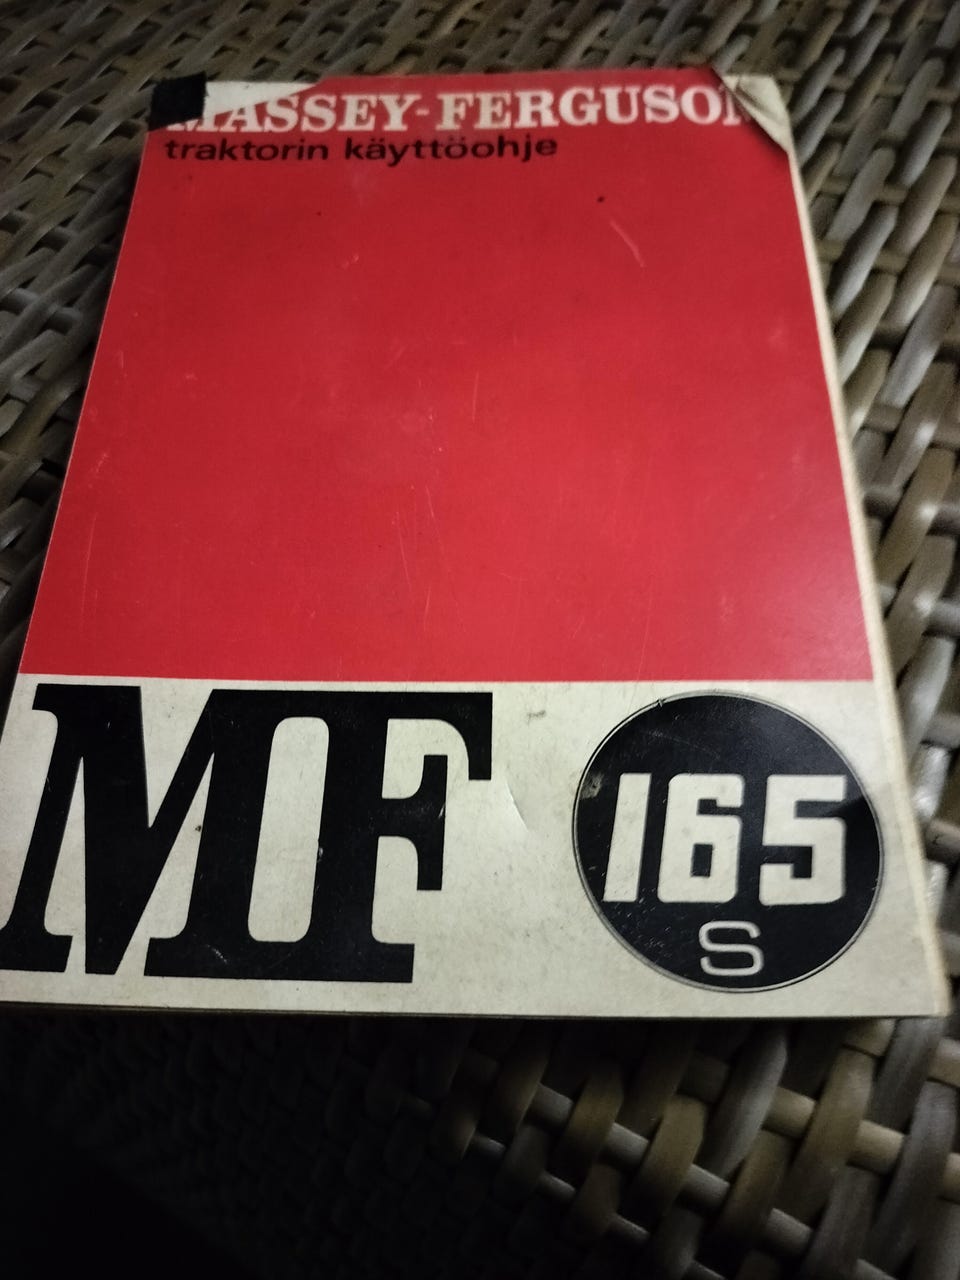 MASSEY-FERGUSON
traktorin käyttöohje
MF
165
S